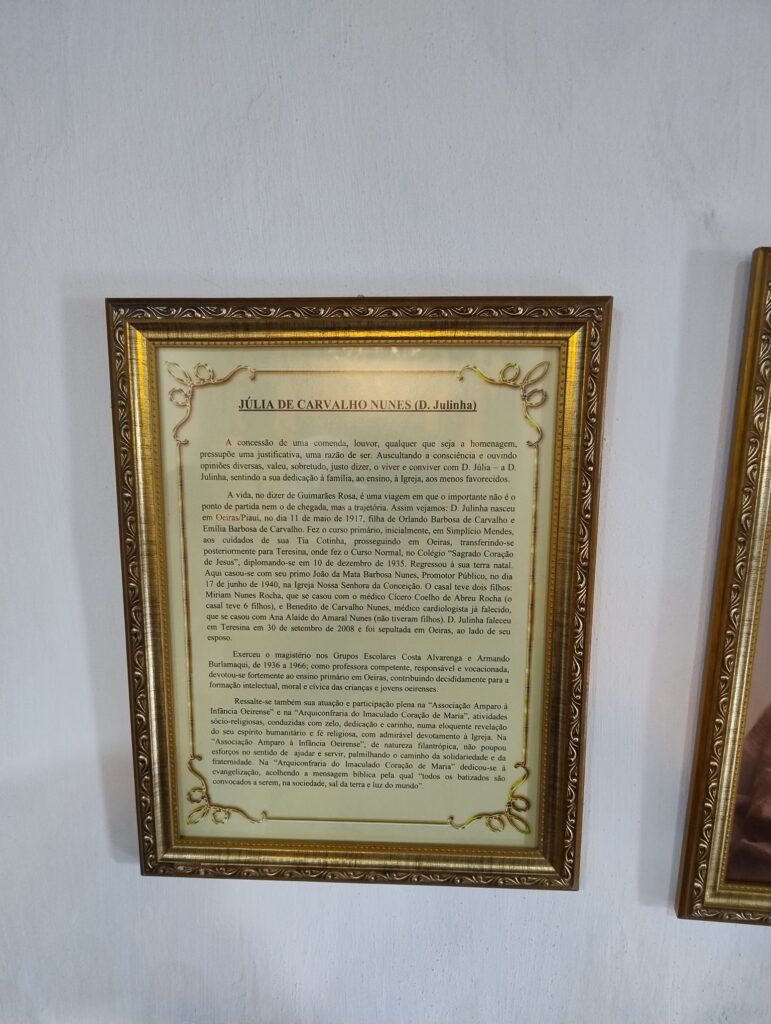 JÚLIA DE CARVALHO NUNES (D. Julinha)
A concessão de uma comenda, louvor, qualquer que seja a homenagem,
pressupõe uma justificativa, uma razão de ser. Auscultando a consciência e ouvindo
opiniões diversas, valeu, sobretudo, justo dizer, o viver e conviver com D. Júlia – a D.
Julinha, sentindo a sua dedicação à família, ao ensino, à Igreja, aos menos favorecidos.
A vida, no dizer de Guimarães Rosa, é uma viagem em que o importante não é o
ponto de partida nem o de chegada, mas a trajetória. Assim vejamos: D. Julinha nasceu
em Oeiras/Piauí, no dia 11 de maio de 1917, filha de Orlando Barbosa de Carvalho e
Emília Barbosa de Carvalho. Fez o curso primário, inicialmente, em Simplício Mendes,
aos cuidados de sua Tia Cotinha, prosseguindo em Oeiras, transferindo-se
posteriormente para Teresina, onde fez o Curso Normal, no Colégio “Sagrado Coração
de Jesus”, diplomando-se em 10 de dezembro de 1935. Regressou à sua terra natal.
Aqui casou-se com seu primo João da Mata Barbosa Nunes, Promotor Público, no dia
17 de junho de 1940, na Igreja Nossa Senhora da Conceição. O casal teve dois filhos:
Miriam Nunes Rocha, que se casou com o médico Cícero Coelho de Abreu Rocha (o
casal teve 6 filhos), e Benedito de Carvalho Nunes, médico cardiologista já falecido,
que se casou com Ana Alaide do Amaral Nunes (não tiveram filhos). D. Julinha faleceu
em Teresina em 30 de setembro de 2008 e foi sepultada em Oeiras, ao lado de seu
esposo.
Exerceu o magistério nos Grupos Escolares Costa Alvarenga e Armando
Burlamaqui, de 1936 a 1966; como professora competente, responsável e vocacionada,
devotou-se fortemente ao ensino primário em Oeiras, contribuindo decididamente para a
formação intelectual, moral e cívica das crianças e jovens oeirenses.
Ressalte-se também sua atuação e participação plena na “Associação Amparo à
Infância Oeirense” e na “Arquiconfraria do Imaculado Coração de Maria”, atividades
sócio-religiosas, conduzidas com zelo, dedicação e carinho, numa eloquente revelação
do seu espírito humanitário e fé religiosa, com admirável devotamento à Igreja. Na
“Associação Amparo à Infância Oeirense”, de natureza filantrópica, não poupou
esforços no sentido de ajudar e servir, palmilhando o caminho da solidariedade e da
fraternidade. Na “Arquiconfraria do Imaculado Coração de Maria” dedicou-se à
evangelização, acolhendo a mensagem bíblica pela qual “todos os batizados são
convocados a serem, na sociedade, sal da terra e luz do mundo”.